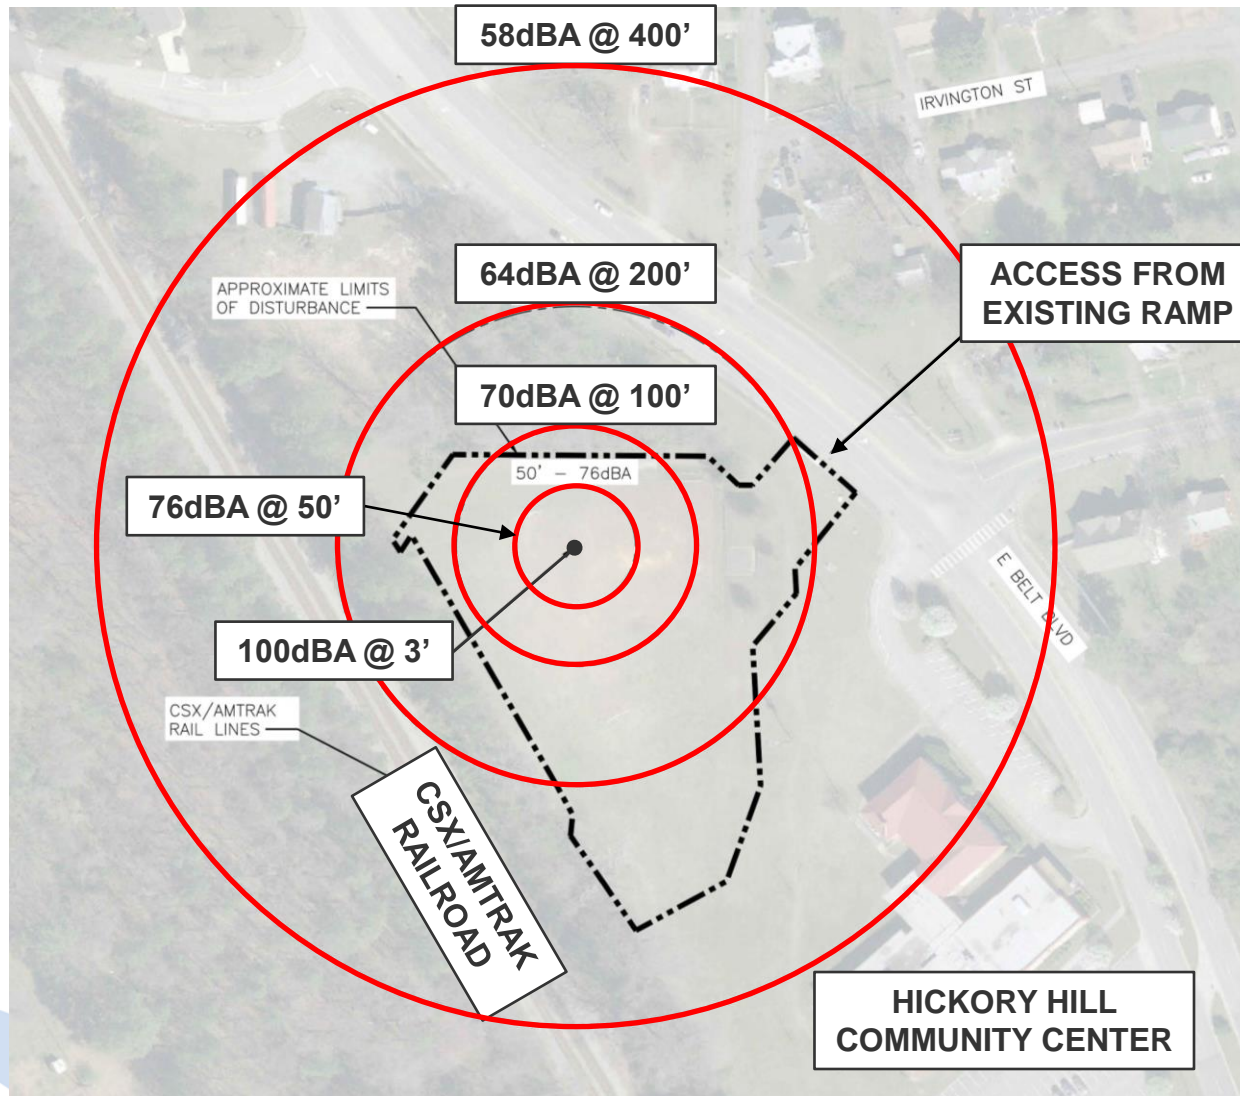 58dBA @ 400’
IRVINGTON ST
64dBA @ 200’
ACCESS FROM
EXISTING RAMP
APPROXIMATE LIMITS
OF DISTURBANCE
70dBA @ 100’
50' - 76dBA
76dBA @ 50’
E BELT BLVD
100dBA @ 3’
CSX/AMTRAK
RAIL LINES
CSX/AMTRAK
RAILROAD
HICKORY HILL
COMMUNITY CENTER